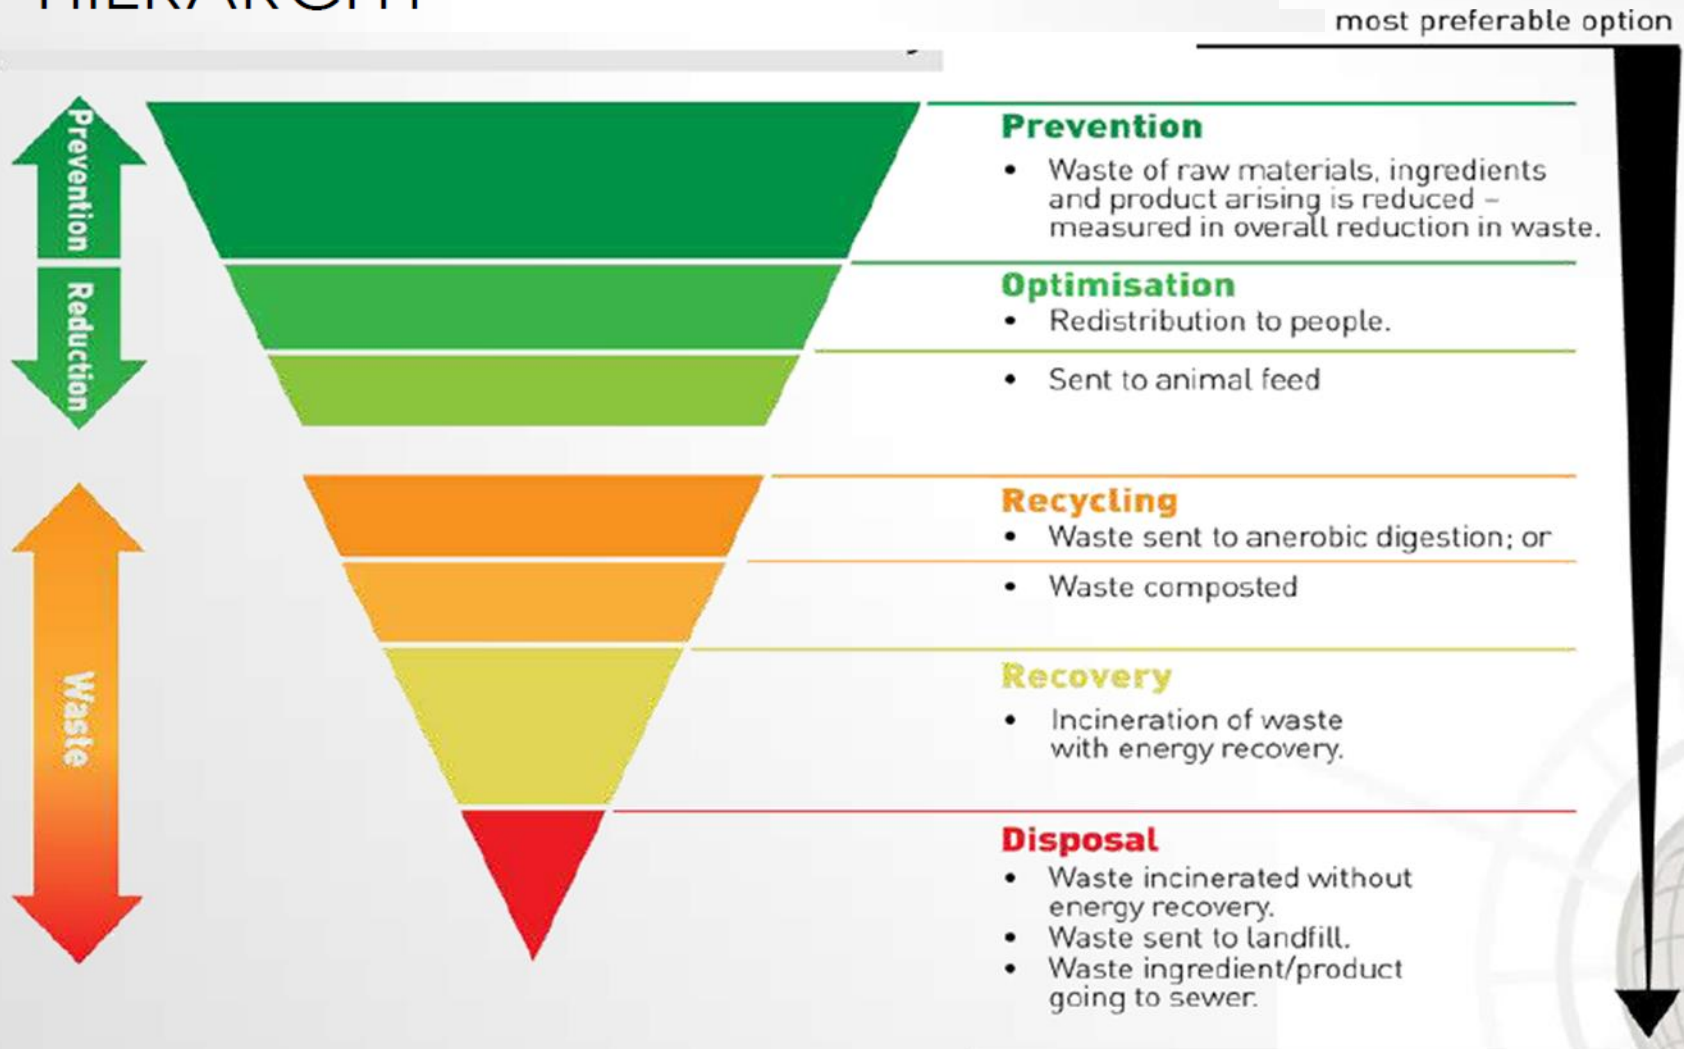 HIERARCHY
most preferable option
Prevention
Reduction
Waste
Prevention
• Waste of raw materials, ingredients
and product arising is reduced –
measured in overall reduction in waste.
Optimisation
• Redistribution to people.
• Sent to animal feed
Recycling
• Waste sent to anerobic digestion; or
• Waste composted
Recovery
• Incineration of waste
with energy recovery.
Disposal
• Waste incinerated without
energy recovery.
• Waste sent to landfill.
• Waste ingredient/product
going to sewer.